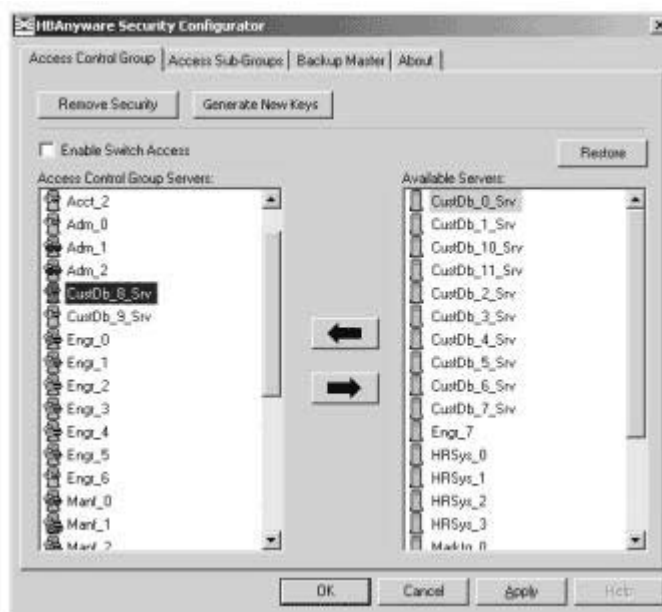 HBAnyware Security Configurator
Access Control Group Access Sub-Groups Backup Master About
Remove Security Generate New Keys
Enable Switch Access
Restore
Access Control Group Servers:
Acct_2
Adm_0
Adm_1
Adm_2
CustDb_8_Srv
CustDb_9_Srv
Engr_0
Engr_1
Engr_2
Engr_3
Engr_4
Engr_5
Engr_6
Manf_0
Manf_1
Manf_2
Available Servers:
CustDb_0_Srv
CustDb_1_Srv
CustDb_10_Srv
CustDb_11_Srv
CustDb_2_Srv
CustDb_3_Srv
CustDb_4_Srv
CustDb_5_Srv
CustDb_6_Srv
CustDb_7_Srv
Engr_7
HRSys_0
HRSys_1
HRSys_2
HRSys_3
Marktn_0
OK Cancel Apply Help